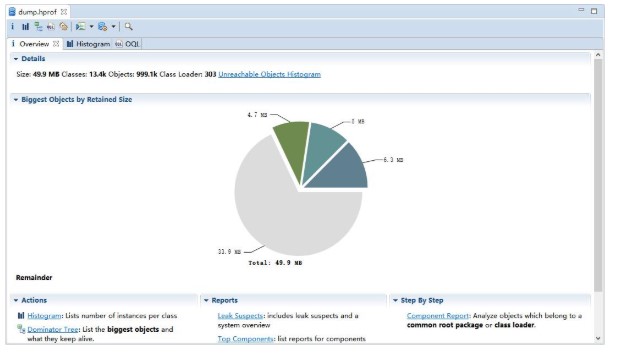 dump.hprof
i Overview Histogram OQL
Details
Size: 49.9 MB Classes: 13.4k Objects: 999.1k Class Loader: 303 Unreachable Objects Histogram
Biggest Objects by Retained Size
4.7 MB
5 MB
6.3 MB
33.9 MB
Total: 49.9 MB
Remainder
Actions
Histogram: Lists number of instances per class
Dominator Tree: List the biggest objects and
what they keep alive.
Reports
Leak Suspects: includes leak suspects and a
system overview
Top Components: list reports for components
Step By Step
Component Report: Analyze objects which belong to a
common root package or class loader.